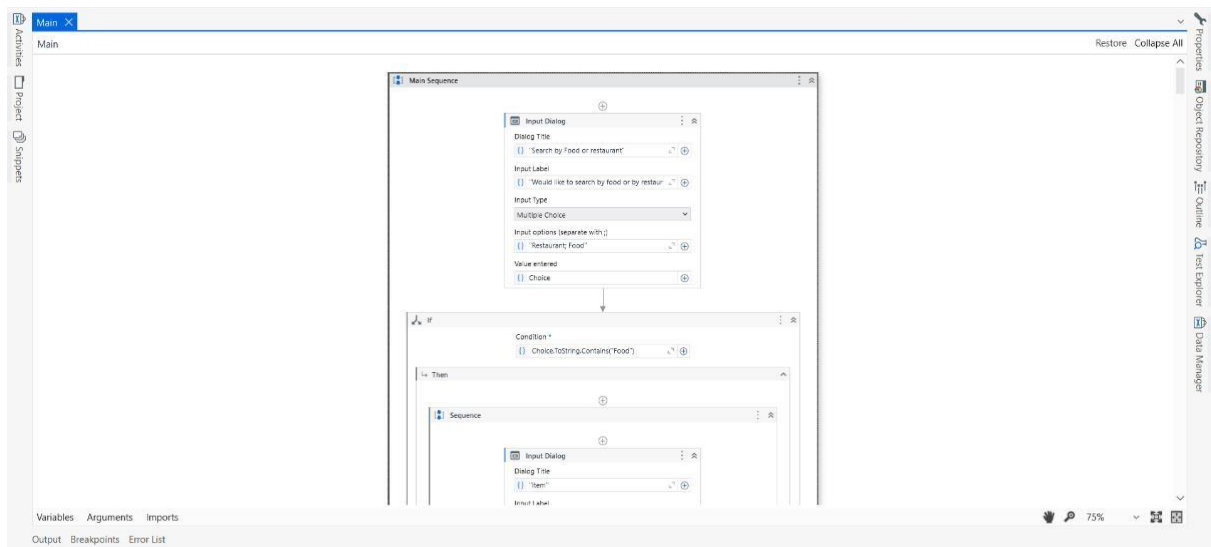 Main
Main
Restore Collapse All
Activities
Project
Snippets
Properties
Object Repository
Outline
Test Explorer
Data Manager
Main Sequence
Input Dialog
Dialog Title
"Search by Food or restaurant"
Input Label
"Would like to search by food or by restaur
Input Type
Multiple Choice
Input options (separate with ;)
"Restaurant; Food"
Value entered
Choice
If
Condition *
Choice.ToString.Contains("Food")
Then
Sequence
Input Dialog
Dialog Title
"Item"
Input Label
Variables Arguments Imports
75%
Output Breakpoints Error List